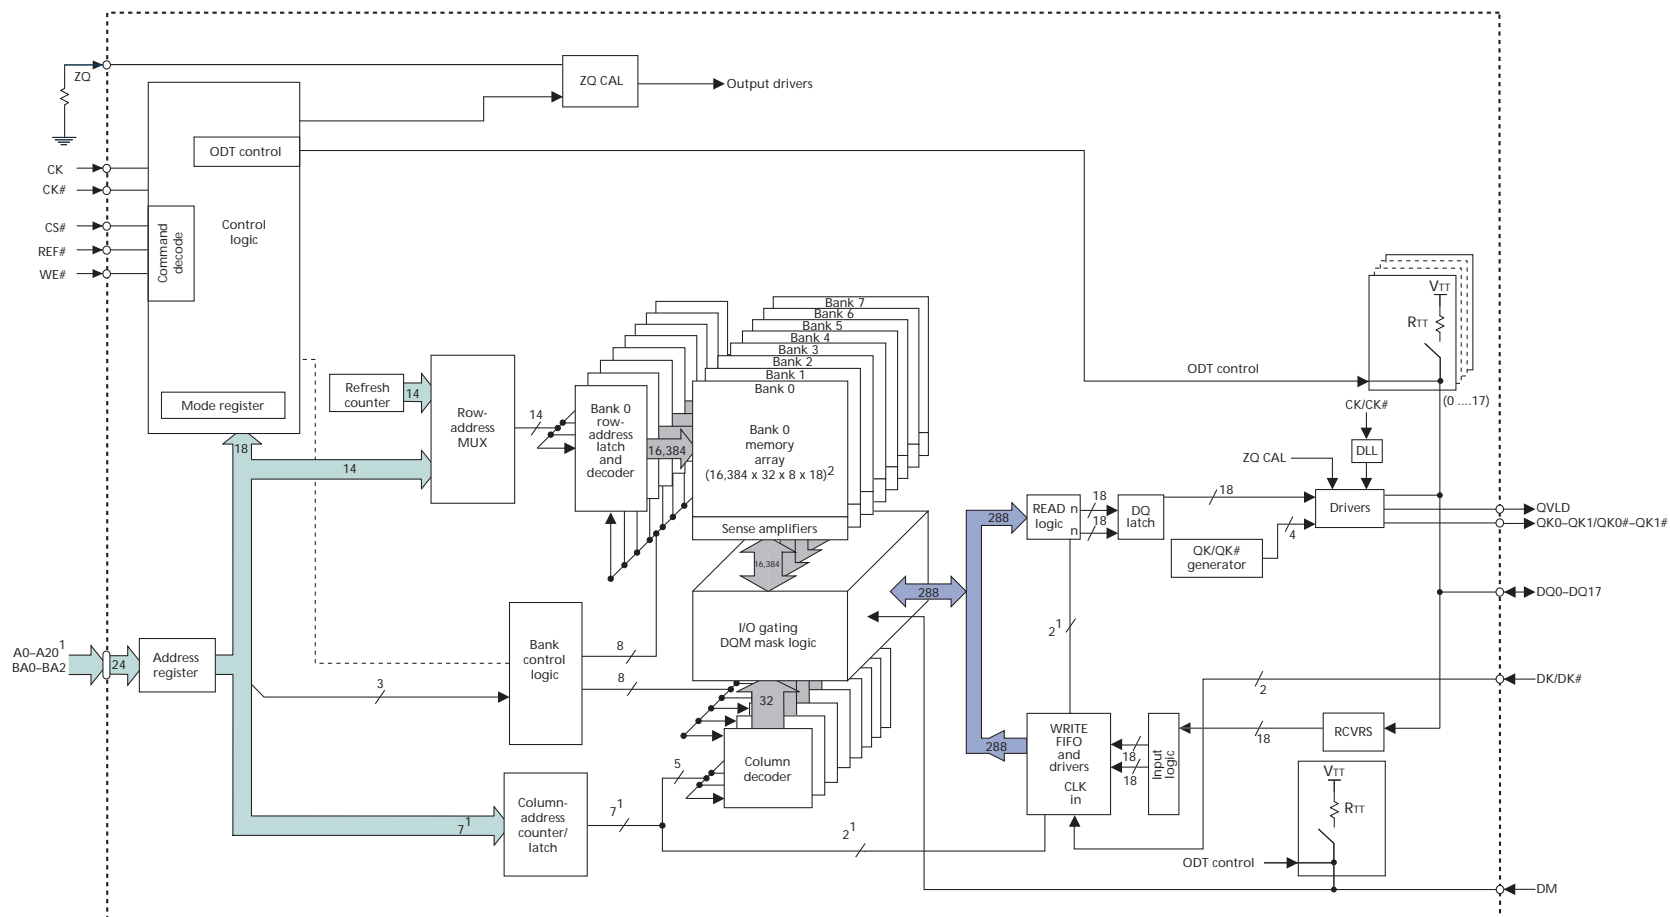 ZQ
ZQ CAL
Output drivers
ODT control
CK
CK#
CS#
REF#
WE#
Command
decode
Control
logic
Mode register
Refresh
counter
14
Row-
address
MUX
14
18
14
Bank 0
row-
address
latch
and
decoder
16,384
Bank 7
Bank 6
Bank 5
Bank 4
Bank 3
Bank 2
Bank 1
Bank 0
Bank 0
memory
array
(16,384 x 32 x 8 x 18)2
Sense amplifiers
16,384
I/O gating
DQM mask logic
32
Column
decoder
5
A0–A201
BA0–BA2
24
Address
register
3
Bank
control
logic
8
8
71
Column-
address
counter/
latch
71
21
288
288
288
READ n
logic
n
18
18
DQ
latch
18
21
WRITE
FIFO
and
drivers
CLK
in
18
18
Input
logic
18
RCVRS
QK/QK#
generator
4
ZQ CAL
CK/CK#
DLL
Drivers
ODT control
VTT
RTT
(0 ....17)
QVLD
QK0–QK1/QK0#–QK1#
DQ0–DQ17
2
DK/DK#
VTT
RTT
ODT control
DM